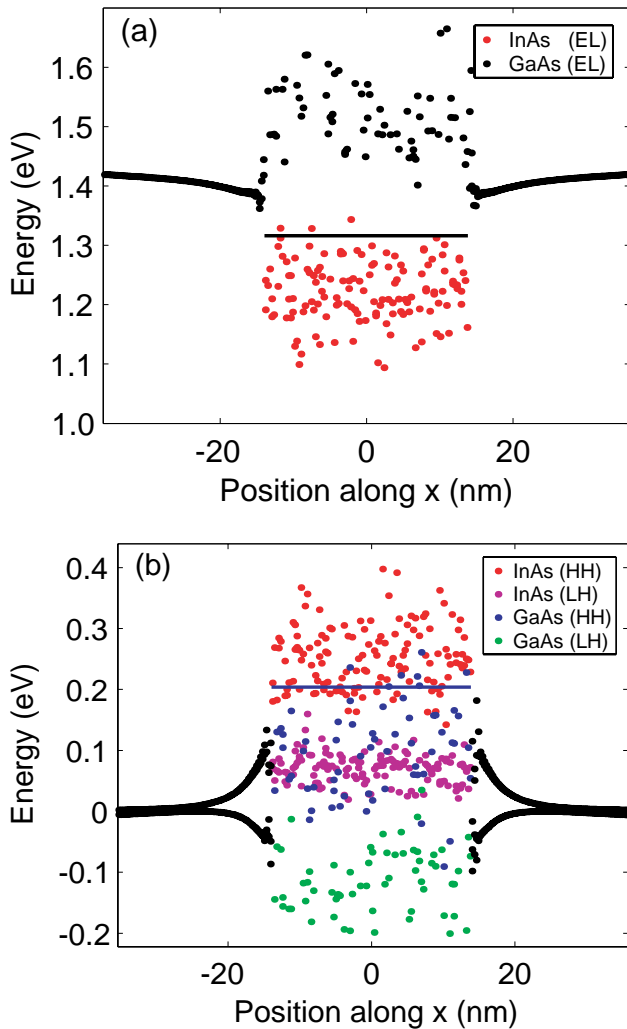 (a)
InAs (EL)
GaAs (EL)
1.6
1.5
1.4
1.3
1.2
1.1
1.0
Energy (eV)
-20 0 20
Position along x (nm)
(b)
InAs (HH)
InAs (LH)
GaAs (HH)
GaAs (LH)
0.4
0.3
0.2
0.1
0
-0.1
-0.2
Energy (eV)
-20 0 20
Position along x (nm)